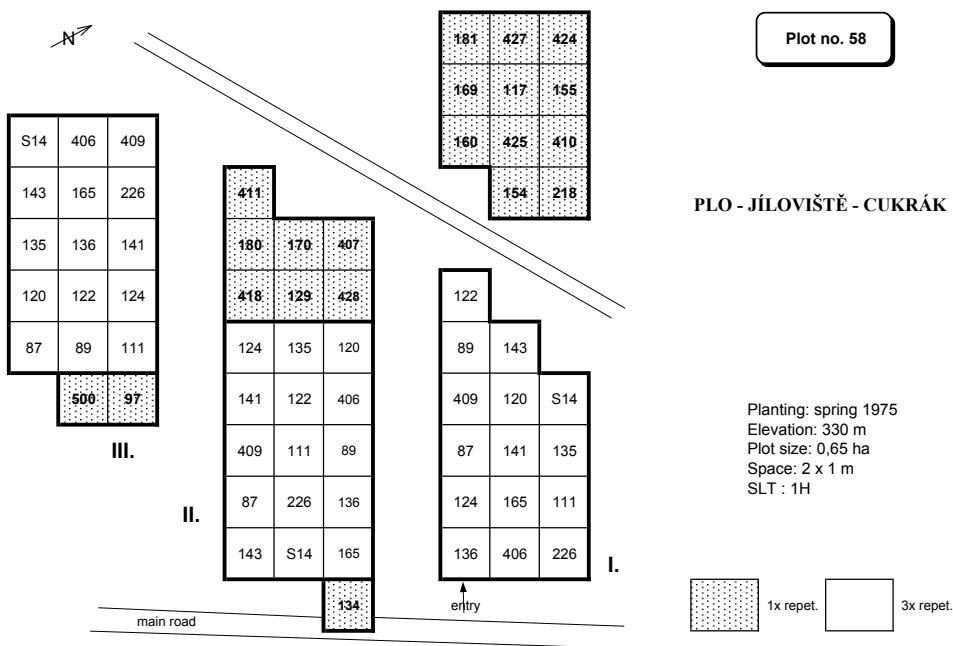 N
181 427 424
169 117 155
160 425 410
154 218
Plot no. 58
PLO - JÍLOVIŠTĚ - CUKRÁK
S14 406 409
143 165 226
135 136 141
120 122 124
87 89 111
500 97
III.
411
180 170 407
418 129 428
124 135 120
141 122 406
409 111 89
87 226 136
143 S14 165
134
II.
122
89 143
409 120 S14
87 141 135
124 165 111
136 406 226
I.
entry
main road
Planting: spring 1975
Elevation: 330 m
Plot size: 0,65 ha
Space: 2 x 1 m
SLT : 1H
1x repet.
3x repet.